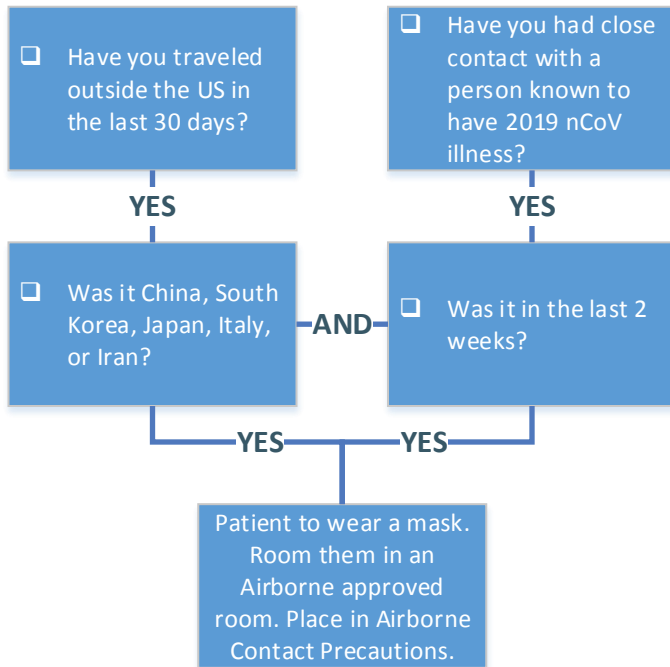 ❑ Have you traveled
outside the US in
the last 30 days?
❑ Have you had close
contact with a
person known to
have 2019 nCoV
illness?
YES
YES
❑ Was it China, South
Korea, Japan, Italy,
or Iran?
AND
❑ Was it in the last 2
weeks?
YES
YES
Patient to wear a mask.
Room them in an
Airborne approved
room. Place in Airborne
Contact Precautions.